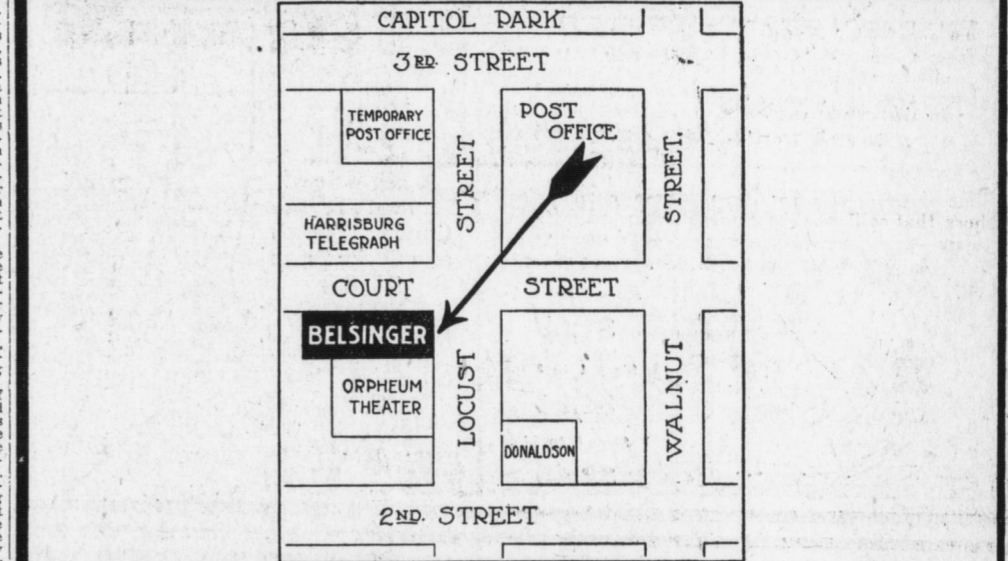 CAPITOL PARK
3RD. STREET
TEMPORARY
POST OFFICE
POST
OFFICE
STREET
STREET.
HARRISBURG
TELEGRAPH
COURT STREET
BELSINGER
ORPHEUM
THEATER
LOCUST
WALNUT
DONALDSON
2ND. STREET